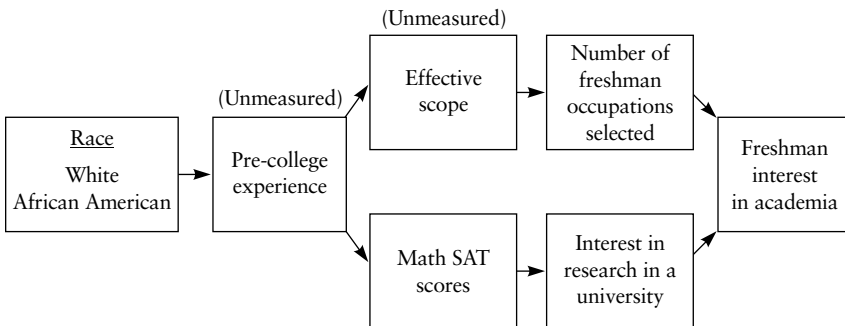 (Unmeasured)
Effective
scope
Number of
freshman
occupations
selected
(Unmeasured)
Race
White
African American
Pre-college
experience
Freshman
interest
in academia
Math SAT
scores
Interest in
research in a
university